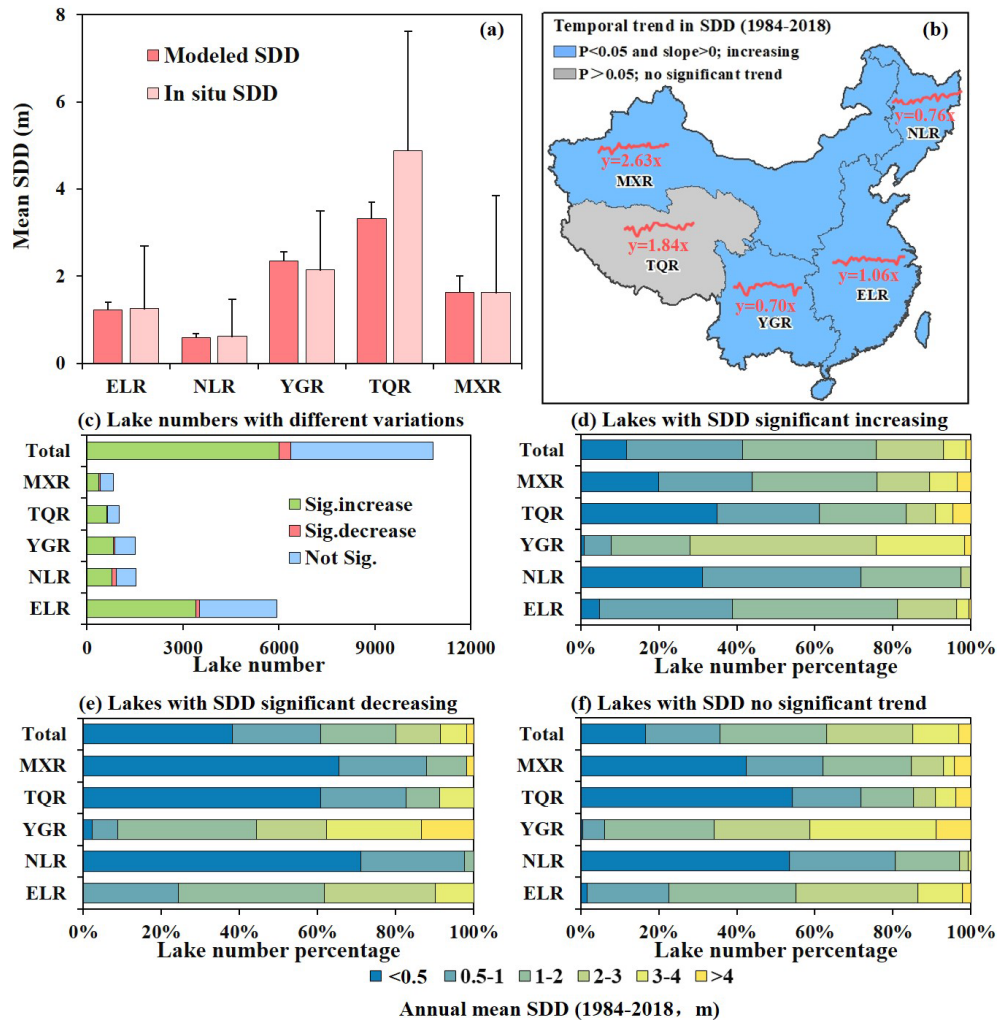 (a)
Modeled SDD
In situ SDD
Mean SDD (m)
8
6
4
2
0
ELR NLR YGR TQR MXR
Temporal trend in SDD (1984-2018)
(b)
P<0.05 and slope>0; increasing
P>0.05; no significant trend
y=0.76x
NLR
y=2.63x
MXR
y=1.84x
TQR
y=1.06x
ELR
y=0.70x
YGR
(c) Lake numbers with different variations
Total
MXR
TQR
YGR
NLR
ELR
Sig.increase
Sig.decrease
Not Sig.
0 3000 6000 9000 12000
Lake number
(d) Lakes with SDD significant increasing
Total
MXR
TQR
YGR
NLR
ELR
0% 20% 40% 60% 80% 100%
Lake number percentage
(e) Lakes with SDD significant decreasing
Total
MXR
TQR
YGR
NLR
ELR
0% 20% 40% 60% 80% 100%
Lake number percentage
(f) Lakes with SDD no significant trend
Total
MXR
TQR
YGR
NLR
ELR
0% 20% 40% 60% 80% 100%
Lake number percentage
<0.5 0.5-1 1-2 2-3 3-4 >4
Annual mean SDD (1984-2018，m)